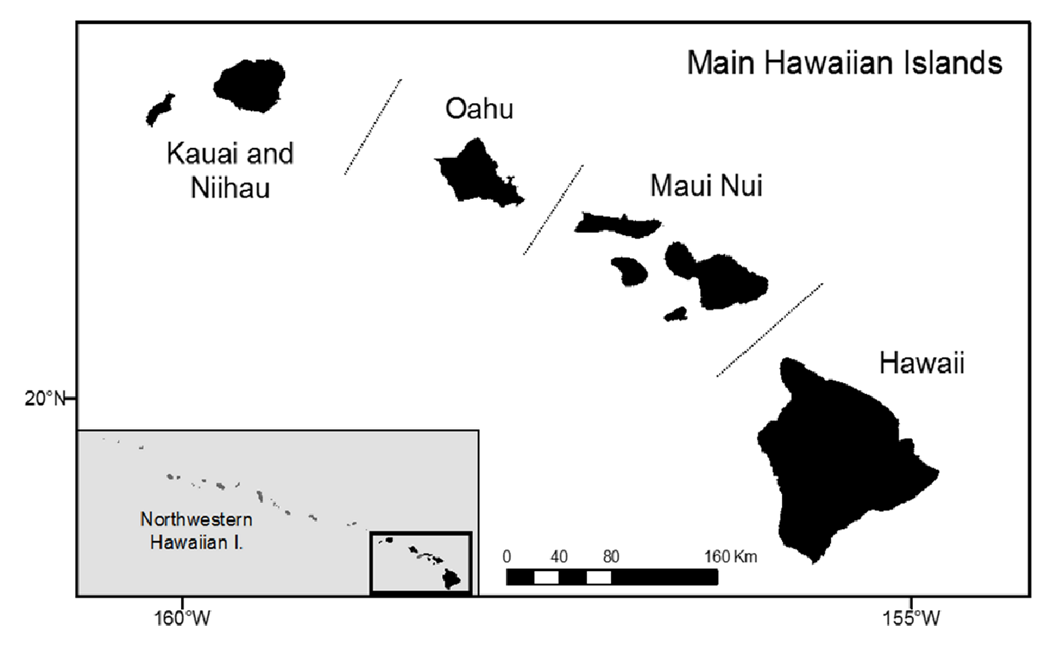 Main Hawaiian Islands
Oahu
Kauai and
Niihau
Maui Nui
Hawaii
20°N
Northwestern
Hawaiian I.
0 40 80 160 Km
160°W 155°W